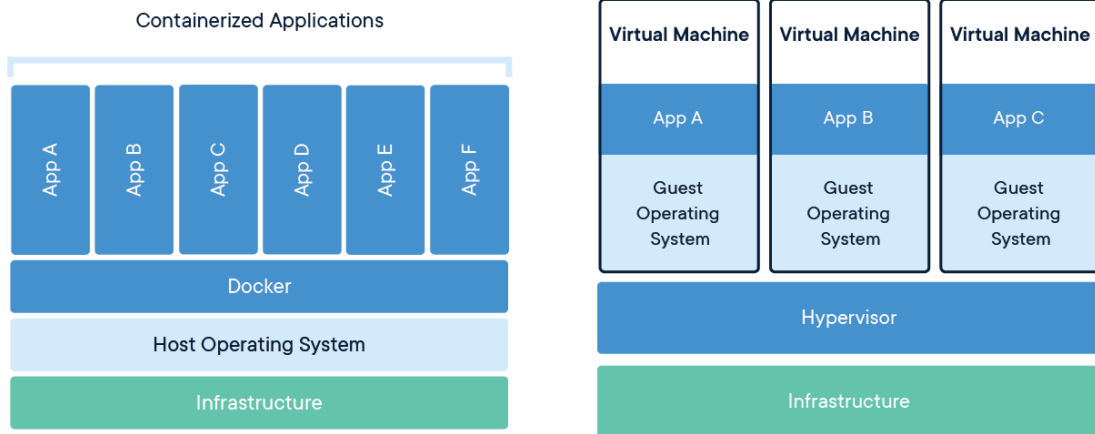 Containerized Applications
App A
App B
App C
App D
App E
App F
Docker
Host Operating System
Infrastructure
Virtual Machine
App A
Guest
Operating
System
Virtual Machine
App B
Guest
Operating
System
Virtual Machine
App C
Guest
Operating
System
Hypervisor
Infrastructure